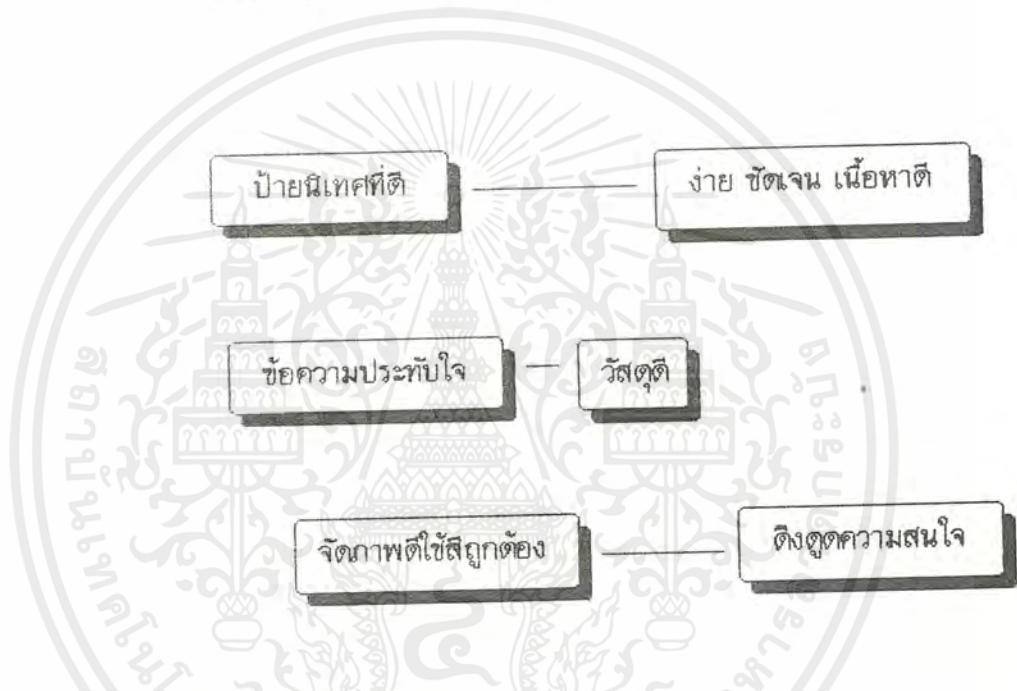 ป้ายนิเทศที่ดี ง่าย ชัดเจน เนื้อหาดี
ข้อความประทับใจ วัสดุดี
จัดภาพดีใช้สีถูกต้อง ดึงดูดความสนใจ